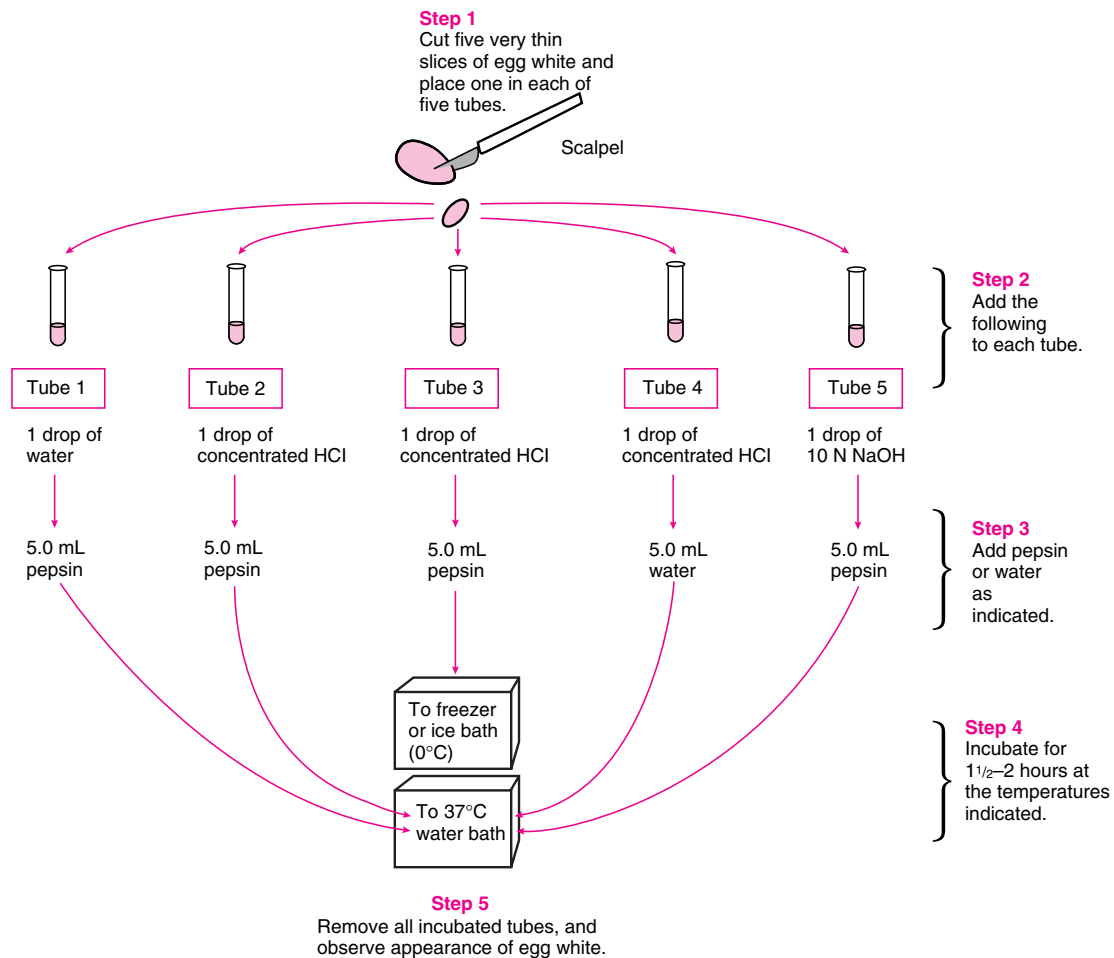 Step 1
Cut five very thin
slices of egg white and
place one in each of
five tubes.
Scalpel
Step 2
Add the
following
to each tube.
Tube 1
Tube 2
Tube 3
Tube 4
Tube 5
1 drop of
water
1 drop of
concentrated HCl
1 drop of
concentrated HCl
1 drop of
concentrated HCl
1 drop of
10 N NaOH
Step 3
Add pepsin
or water
as
indicated.
5.0 mL
pepsin
5.0 mL
pepsin
5.0 mL
pepsin
5.0 mL
water
5.0 mL
pepsin
To freezer
or ice bath
(0°C)
Step 4
Incubate for
1 1/2–2 hours at
the temperatures
indicated.
To 37°C
water bath
Step 5
Remove all incubated tubes, and
observe appearance of egg white.